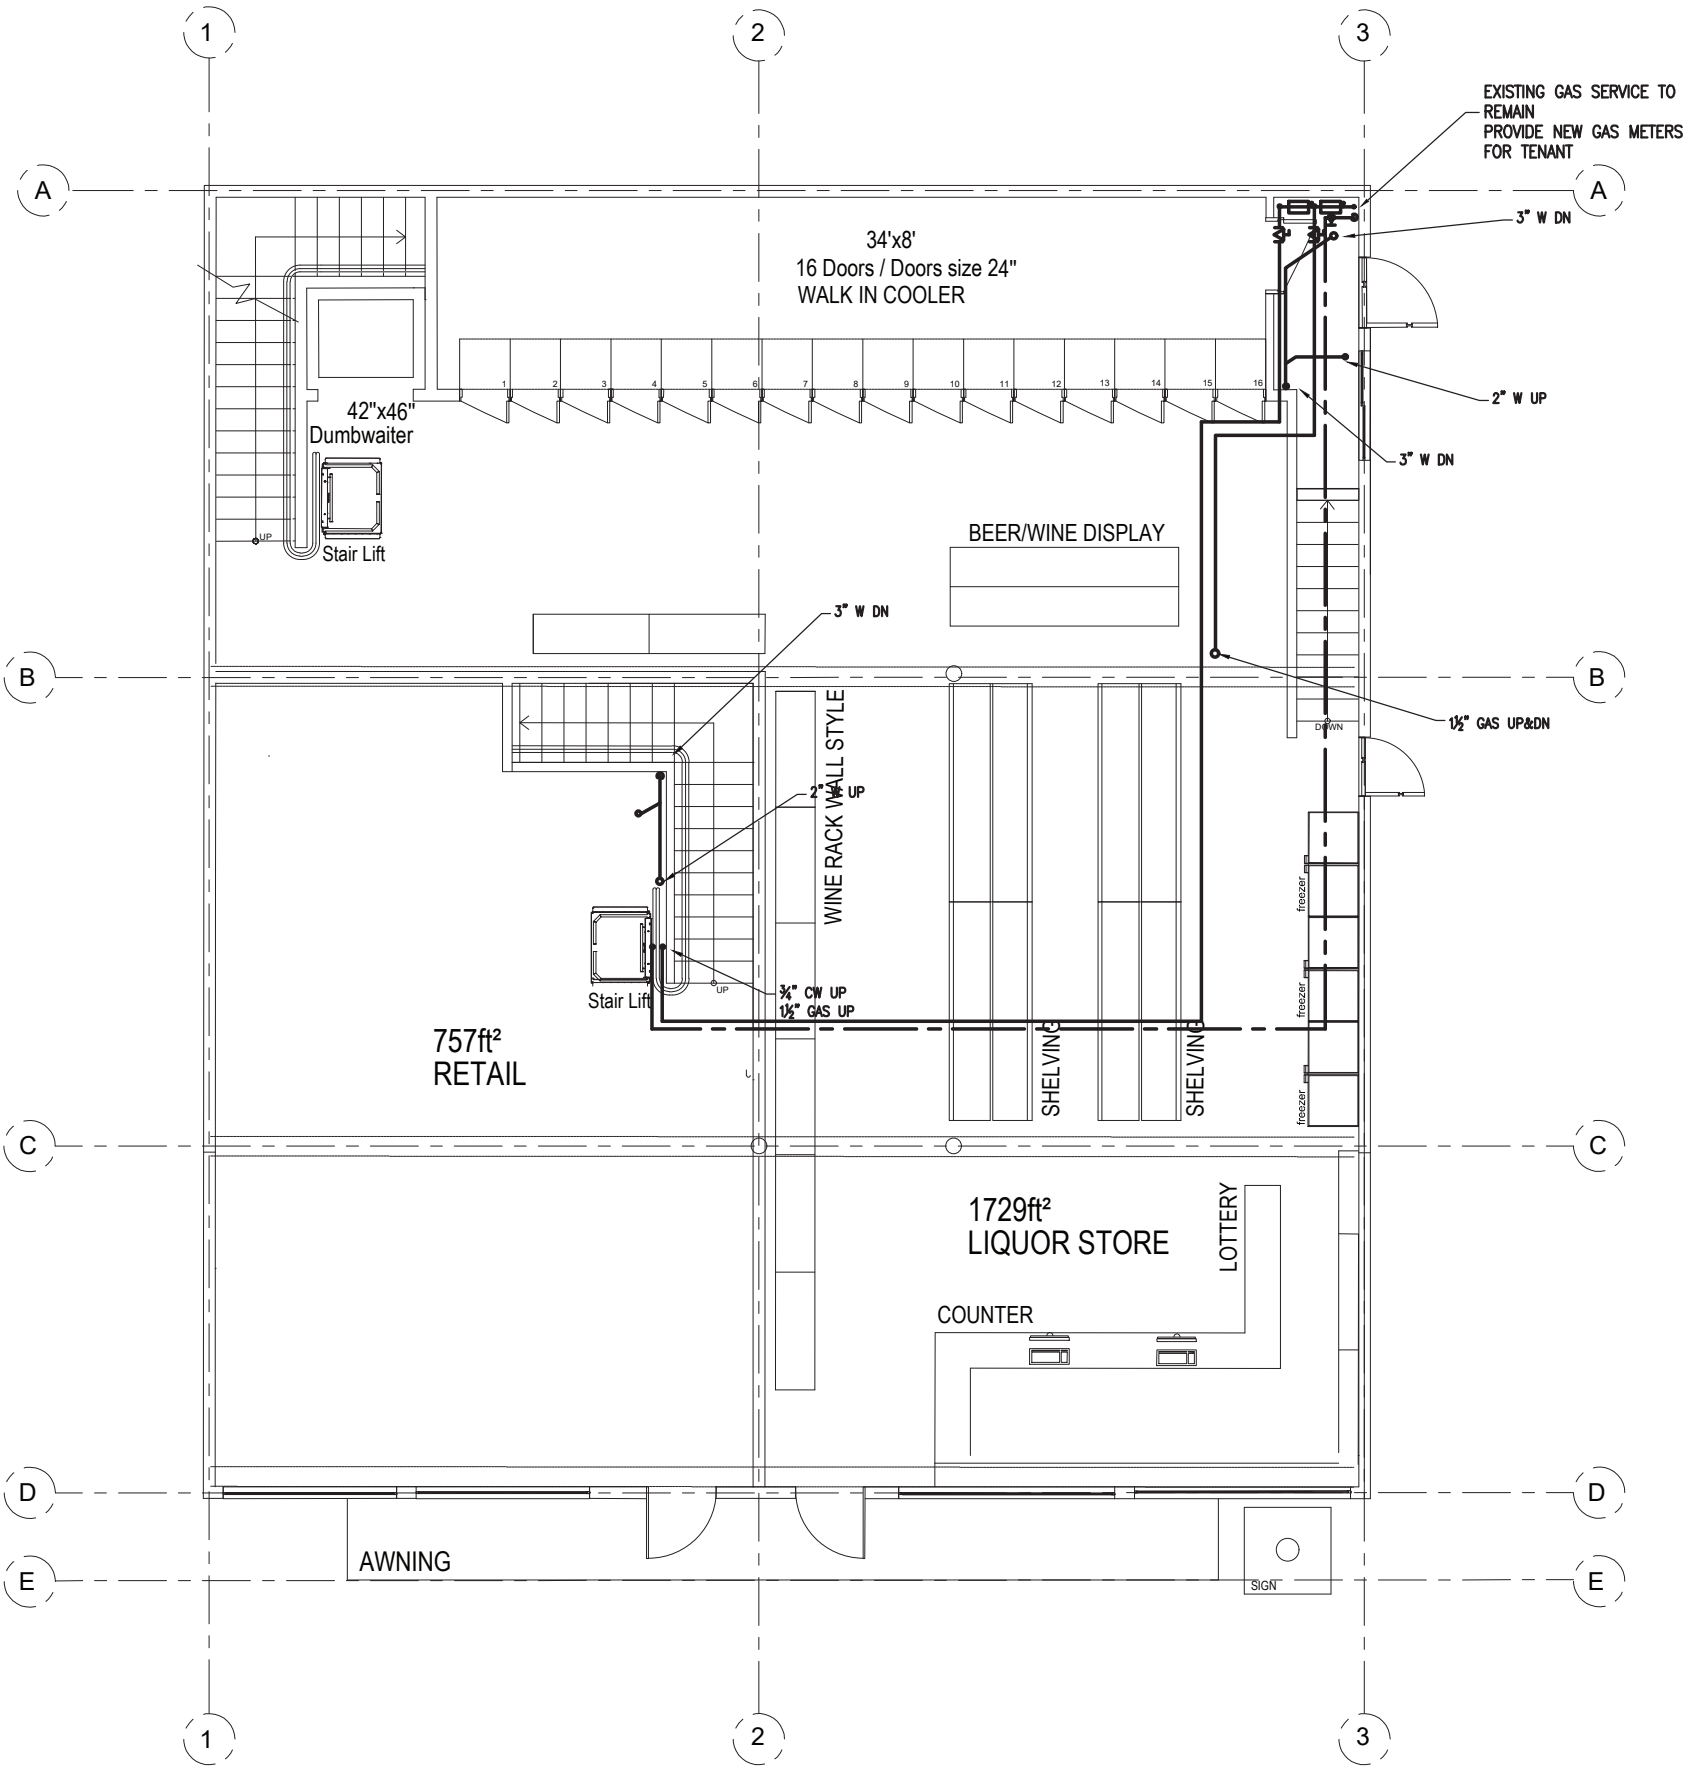 1
2
3
EXISTING GAS SERVICE TO
REMAIN
PROVIDE NEW GAS METERS
FOR TENANT
A
A
3" W DN
34'x8'
16 Doors / Doors size 24"
WALK IN COOLER
1
2
3
4
5
6
7
8
9
10
11
12
13
14
15
16
2" W UP
42"x46"
Dumbwaiter
3" W DN
UP
Stair Lift
BEER/WINE DISPLAY
3" W DN
B
B
1½" GAS UP&DN
DOWN
WINE RACK WALL STYLE
2" W UP
freezer
Stair Lift
UP
¾" CW UP
1½" GAS UP
freezer
757ft²
RETAIL
SHELVING
SHELVING
freezer
C
C
1729ft²
LIQUOR STORE
LOTTERY
COUNTER
D
D
AWNING
E
E
SIGN
1
2
3